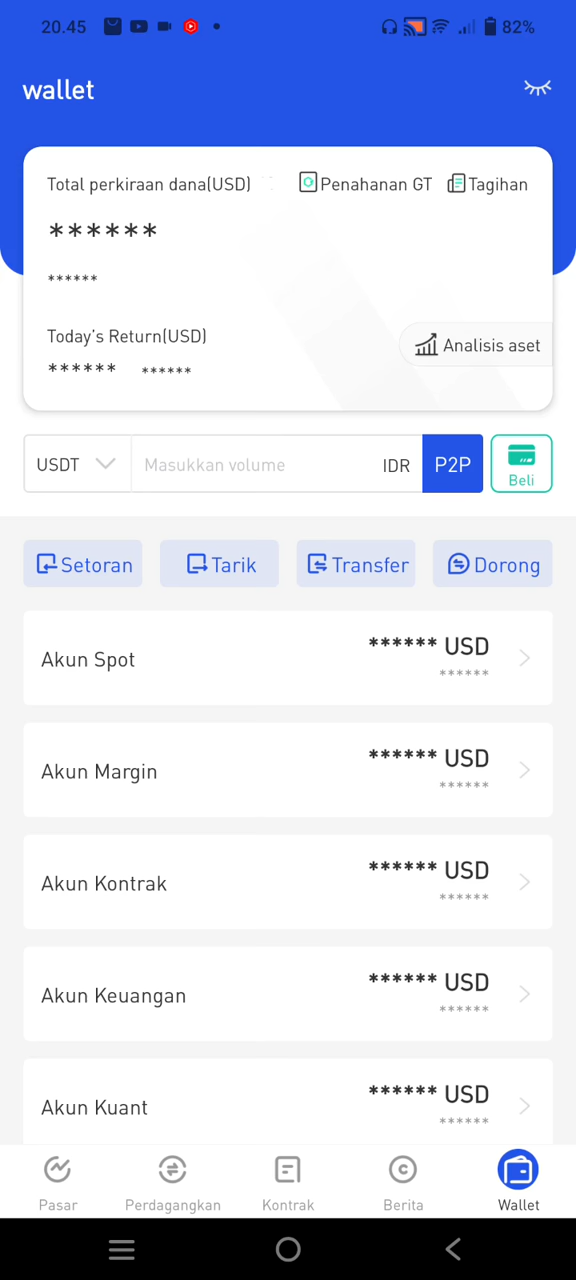 20.45
82%
wallet
Total perkiraan dana(USD) Penahanan GT Tagihan
******
******
Today's Return(USD)
Analisis aset
****** ******
USDT Masukkan volume IDR P2P
Beli
Setoran Tarik Transfer Dorong
Akun Spot ****** USD
******
Akun Margin ****** USD
******
Akun Kontrak ****** USD
******
Akun Keuangan ****** USD
******
Akun Kuant ****** USD
******
Pasar Perdagangkan Kontrak Berita Wallet